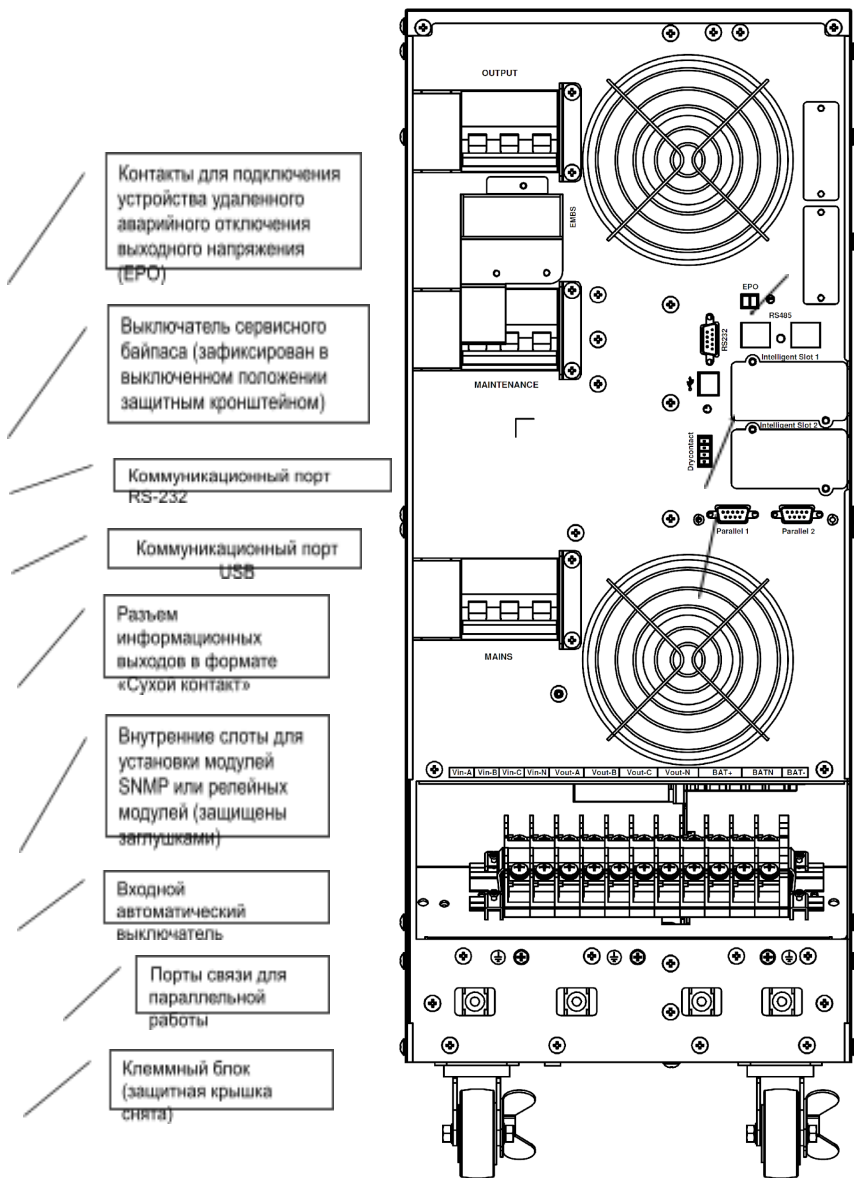 Контакты для подключения
устройства удаленного
аварийного отключения
выходного напряжения
(EPO)
Выключатель сервисного
байпаса (зафиксирован в
выключенном положении
защитным кронштейном)
Коммуникационный порт
RS-232
Коммуникационный порт
USB
Разъем
информационных
выходов в формате
«Сухой контакт»
Внутренние слоты для
установки модулей
SNMP или релейных
модулей (защищены
заглушками)
Входной
автоматический
выключатель
Порты связи для
параллельной
работы
Клеммный блок
(защитная крышка
снята)
OUTPUT
EMBS
EPO
RS485
RS232
Intelligent Slot 1
MAINTENANCE
Intelligent Slot 2
Drycontact
Parallel 1
Parallel 2
MAINS
Vin-A Vin-B Vin-C Vin-N Vout-A Vout-B Vout-C Vout-N BAT+ BATN BAT-